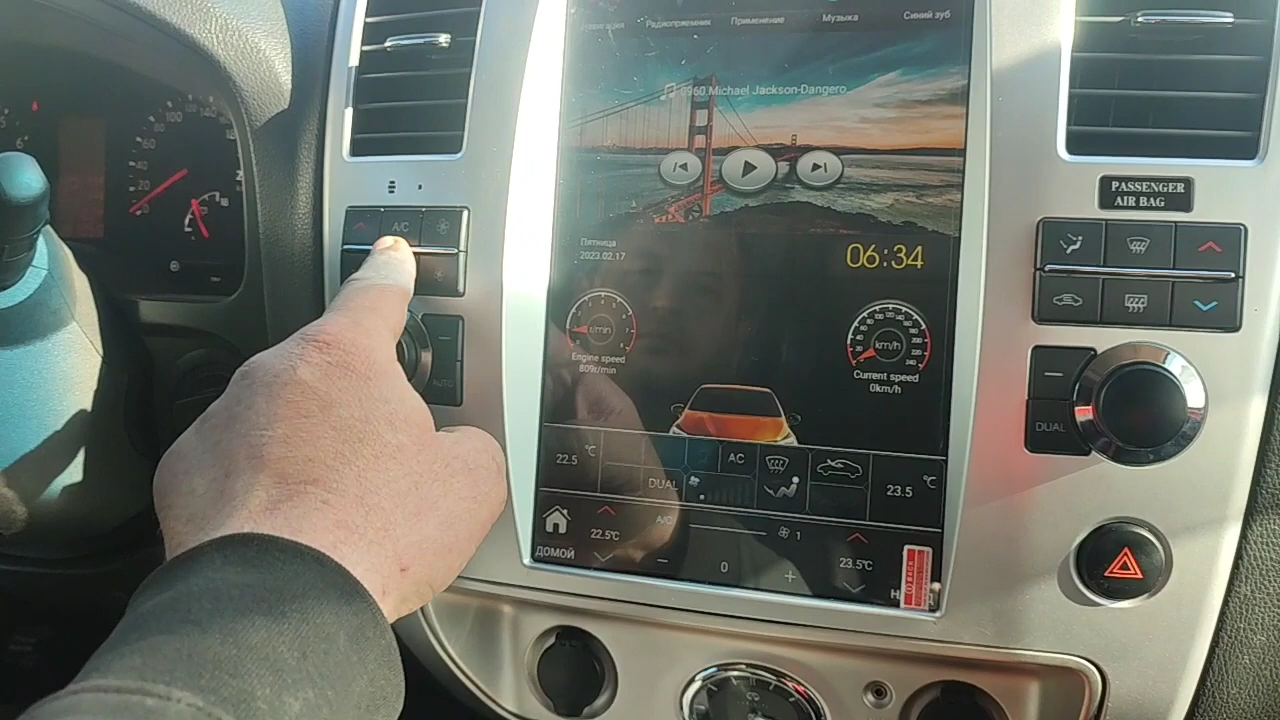 Радиоприемник Применение Музыка Синий зуб
0960 Michael Jackson-Dangero
Пятница
2023.02.17
06:34
r/min
Engine speed
809r/min
km/h
Current speed
0km/h
22.5 ℃
DUAL
AC
23.5 ℃
ДОМОЙ
22.5℃
A/C
1
0
23.5℃
A/C
AUTO
PASSENGER
AIR BAG
DUAL